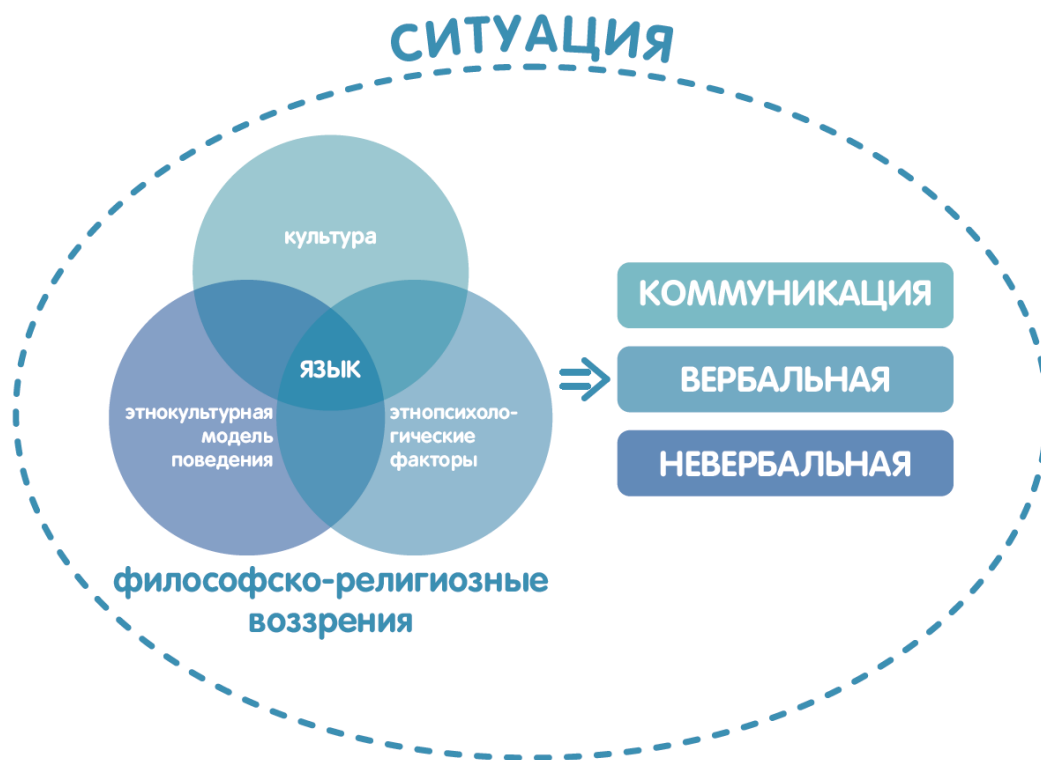 СИТУАЦИЯ
культура
ЯЗЫК
этнокультурная
модель
поведения
этнопсихоло-
гические
факторы
философско-религиозные
воззрения
КОММУНИКАЦИЯ
ВЕРБАЛЬНАЯ
НЕВЕРБАЛЬНАЯ